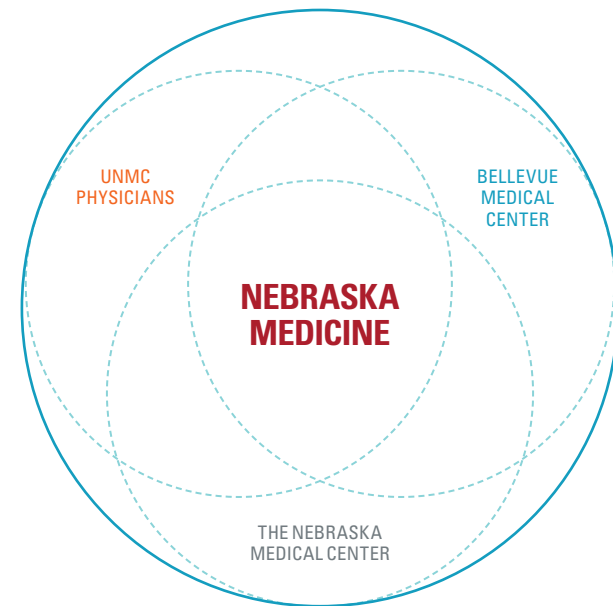 UNMC
PHYSICIANS
BELLEVUE
MEDICAL
CENTER
NEBRASKA
MEDICINE
THE NEBRASKA
MEDICAL CENTER